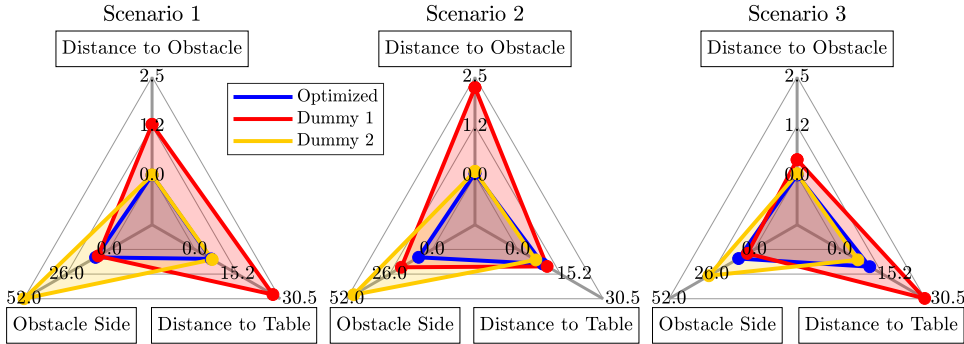 Scenario 1
Distance to Obstacle
2.5
1.2
0.0
0.0
0.0
26.0
15.2
52.0
30.5
Obstacle Side
Distance to Table
Optimized
Dummy 1
Dummy 2
Scenario 2
Distance to Obstacle
2.5
1.2
0.0
0.0
0.0
26.0
15.2
52.0
30.5
Obstacle Side
Distance to Table
Scenario 3
Distance to Obstacle
2.5
1.2
0.0
0.0
0.0
26.0
15.2
52.0
30.5
Obstacle Side
Distance to Table